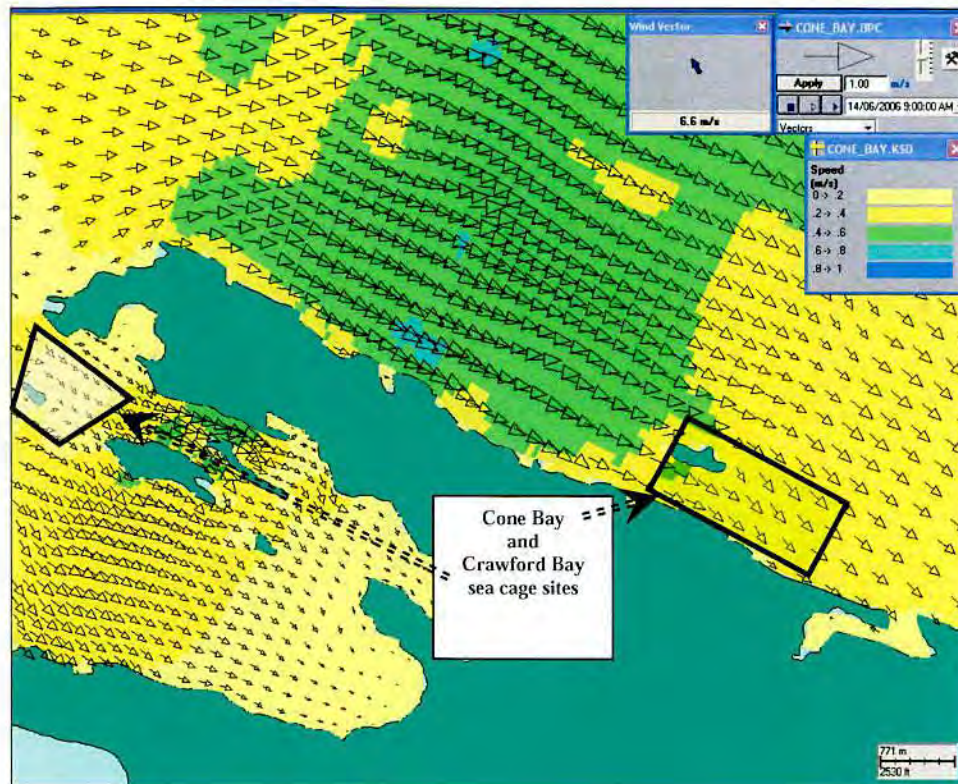 Wind Vector
6.6 m/s
CONE_BAY.BPC
Apply 1.00 m/s
14/06/2006 9:00:00 AM
Vectors
CONE_BAY.KSD
Speed
(m/s)
0 -> .2
.2 -> .4
.4 -> .6
.6 -> .8
.8 -> 1
Cone Bay
and
Crawford Bay
sea cage sites
771 m
2530 ft